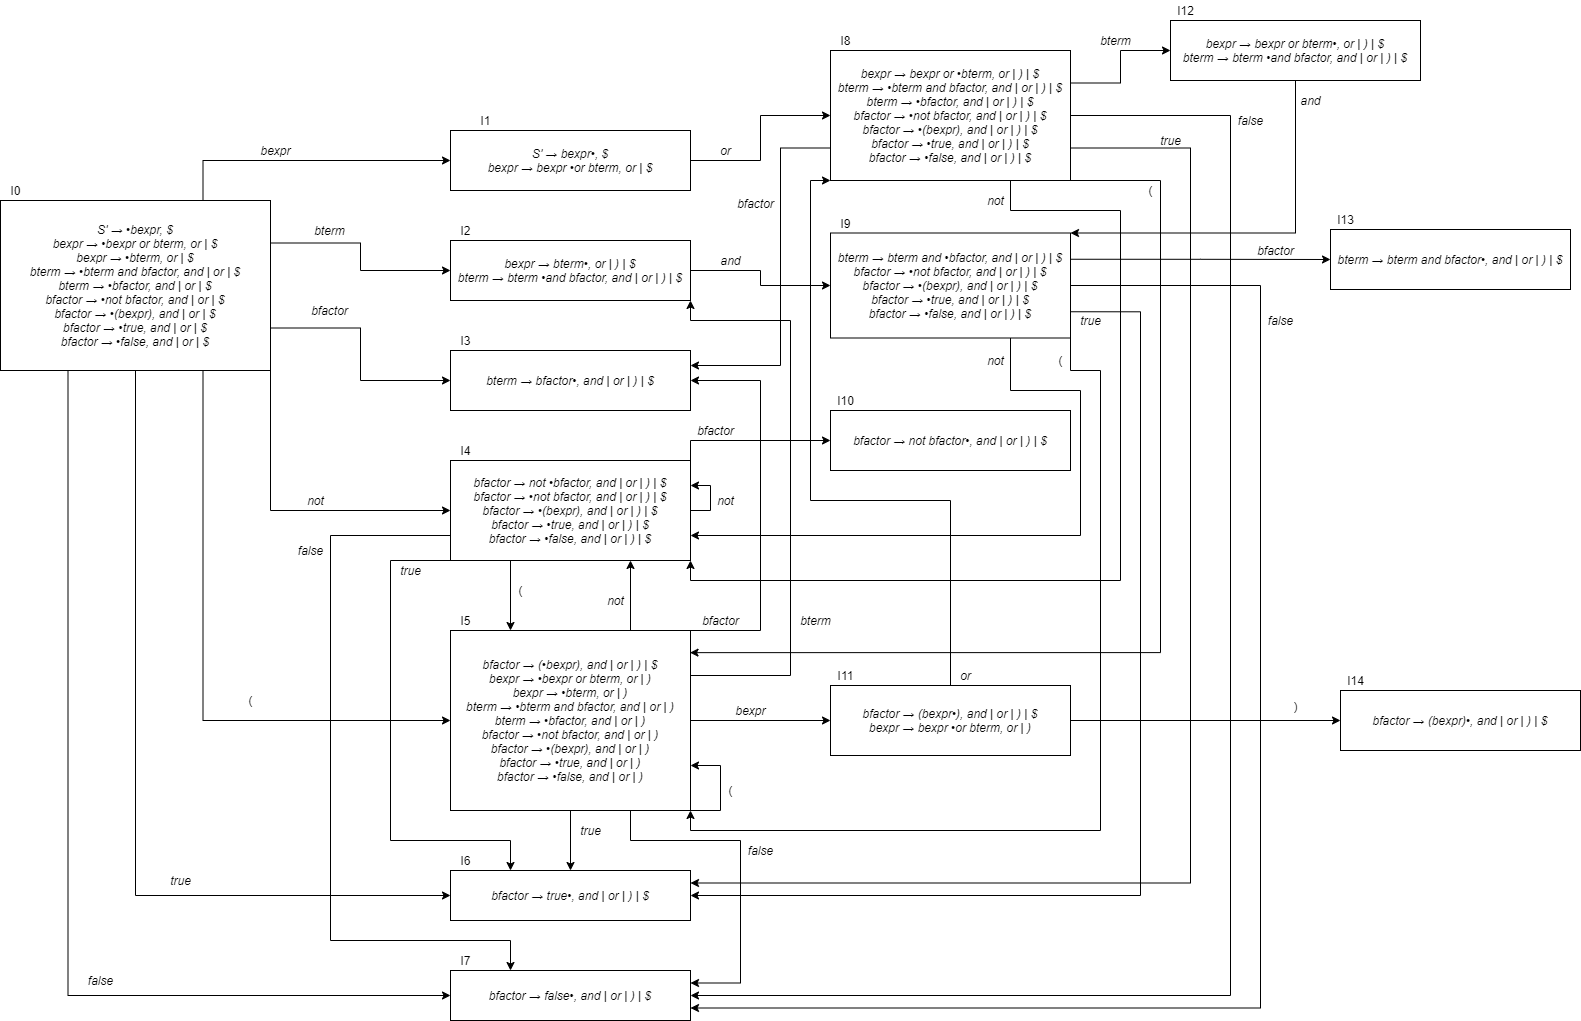 I0
S' → •bexpr, $
bexpr → •bexpr or bterm, or | $
bexpr → •bterm, or | $
bterm → •bterm and bfactor, and | or | $
bterm → •bfactor, and | or | $
bfactor → •not bfactor, and | or | $
bfactor → •(bexpr), and | or | $
bfactor → •true, and | or | $
bfactor → •false, and | or | $
bexpr
bterm
bfactor
not
(
true
false
I1
S' → bexpr•, $
bexpr → bexpr •or bterm, or | $
or
I2
bexpr → bterm•, or | ) | $
bterm → bterm •and bfactor, and | or | ) | $
and
I3
bterm → bfactor•, and | or | ) | $
I4
bfactor → not •bfactor, and | or | ) | $
bfactor → •not bfactor, and | or | ) | $
bfactor → •(bexpr), and | or | ) | $
bfactor → •true, and | or | ) | $
bfactor → •false, and | or | ) | $
bfactor
not
false
true
(
not
I5
bfactor → (•bexpr), and | or | ) | $
bexpr → •bexpr or bterm, or | )
bexpr → •bterm, or | )
bterm → •bterm and bfactor, and | or | )
bterm → •bfactor, and | or | )
bfactor → •not bfactor, and | or | )
bfactor → •(bexpr), and | or | )
bfactor → •true, and | or | )
bfactor → •false, and | or | )
bfactor
bterm
bexpr
(
true
false
I6
bfactor → true•, and | or | ) | $
I7
bfactor → false•, and | or | ) | $
I8
bexpr → bexpr or •bterm, or | ) | $
bterm → •bterm and bfactor, and | or | ) | $
bterm → •bfactor, and | or | ) | $
bfactor → •not bfactor, and | or | ) | $
bfactor → •(bexpr), and | or | ) | $
bfactor → •true, and | or | ) | $
bfactor → •false, and | or | ) | $
bterm
false
true
(
not
bfactor
I9
bterm → bterm and •bfactor, and | or | ) | $
bfactor → •not bfactor, and | or | ) | $
bfactor → •(bexpr), and | or | ) | $
bfactor → •true, and | or | ) | $
bfactor → •false, and | or | ) | $
bfactor
false
true
not
(
I10
bfactor → not bfactor•, and | or | ) | $
I11
or
bfactor → (bexpr•), and | or | ) | $
bexpr → bexpr •or bterm, or | )
)
I12
bexpr → bexpr or bterm•, or | ) | $
bterm → bterm •and bfactor, and | or | ) | $
and
I13
bterm → bterm and bfactor•, and | or | ) | $
I14
bfactor → (bexpr)•, and | or | ) | $